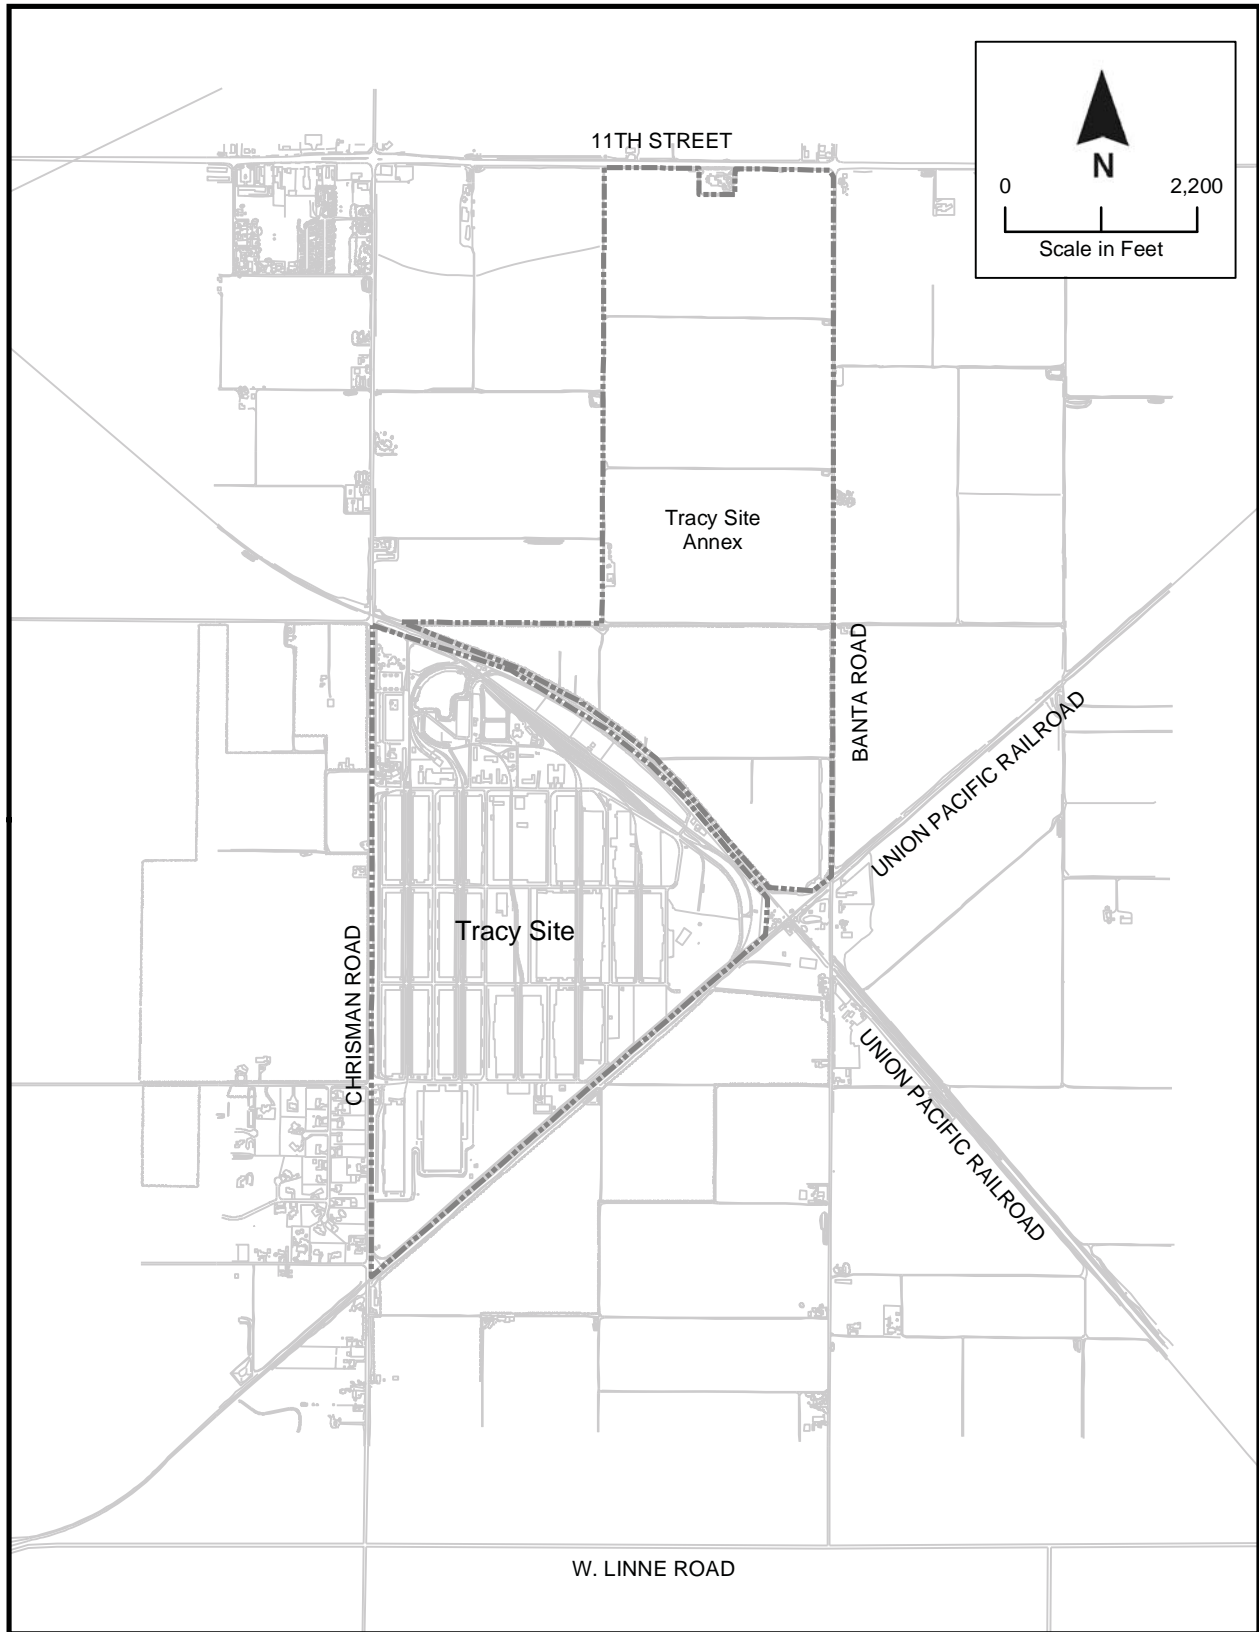 11TH STREET
N
0 2,200
Scale in Feet
Tracy Site
Annex
BANTA ROAD
UNION PACIFIC RAILROAD
Tracy Site
CHRISMAN ROAD
UNION PACIFIC RAILROAD
W. LINNE ROAD